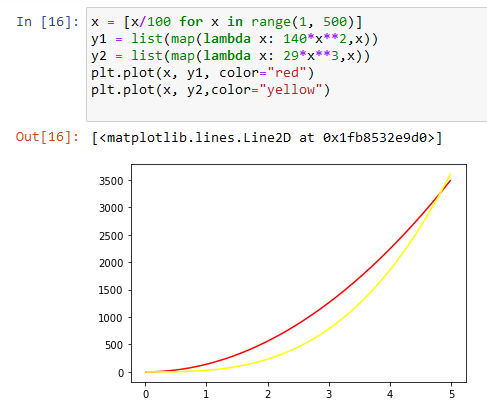 In [16]: x = [x/100 for x in range(1, 500)]
y1 = list(map(lambda x: 140*x**2,x))
y2 = list(map(lambda x: 29*x**3,x))
plt.plot(x, y1, color="red")
plt.plot(x, y2,color="yellow")
Out[16]: [<matplotlib.lines.Line2D at 0x1fb8532e9d0>]
3500
3000
2500
2000
1500
1000
500
0
0 1 2 3 4 5